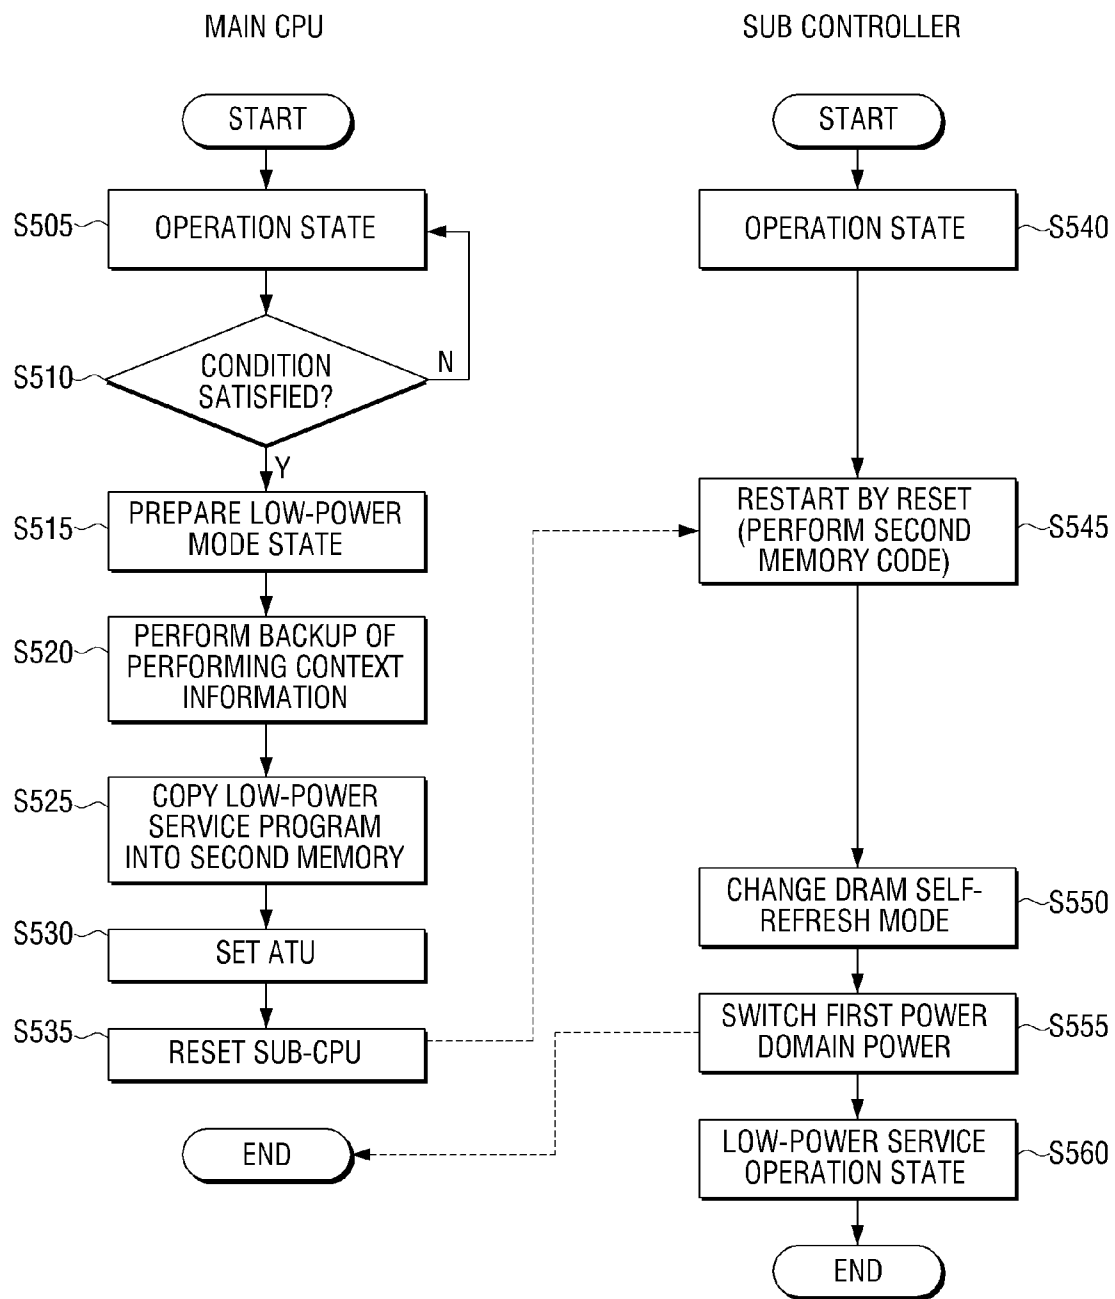 MAIN CPU
START
S505
OPERATION STATE
S510
CONDITION
SATISFIED?
N
Y
S515
PREPARE LOW-POWER
MODE STATE
S520
PERFORM BACKUP OF
PERFORMING CONTEXT
INFORMATION
S525
COPY LOW-POWER
SERVICE PROGRAM
INTO SECOND MEMORY
S530
SET ATU
S535
RESET SUB-CPU
END
SUB CONTROLLER
START
OPERATION STATE
S540
RESTART BY RESET
(PERFORM SECOND
MEMORY CODE)
S545
CHANGE DRAM SELF-
REFRESH MODE
S550
SWITCH FIRST POWER
DOMAIN POWER
S555
LOW-POWER SERVICE
OPERATION STATE
S560
END